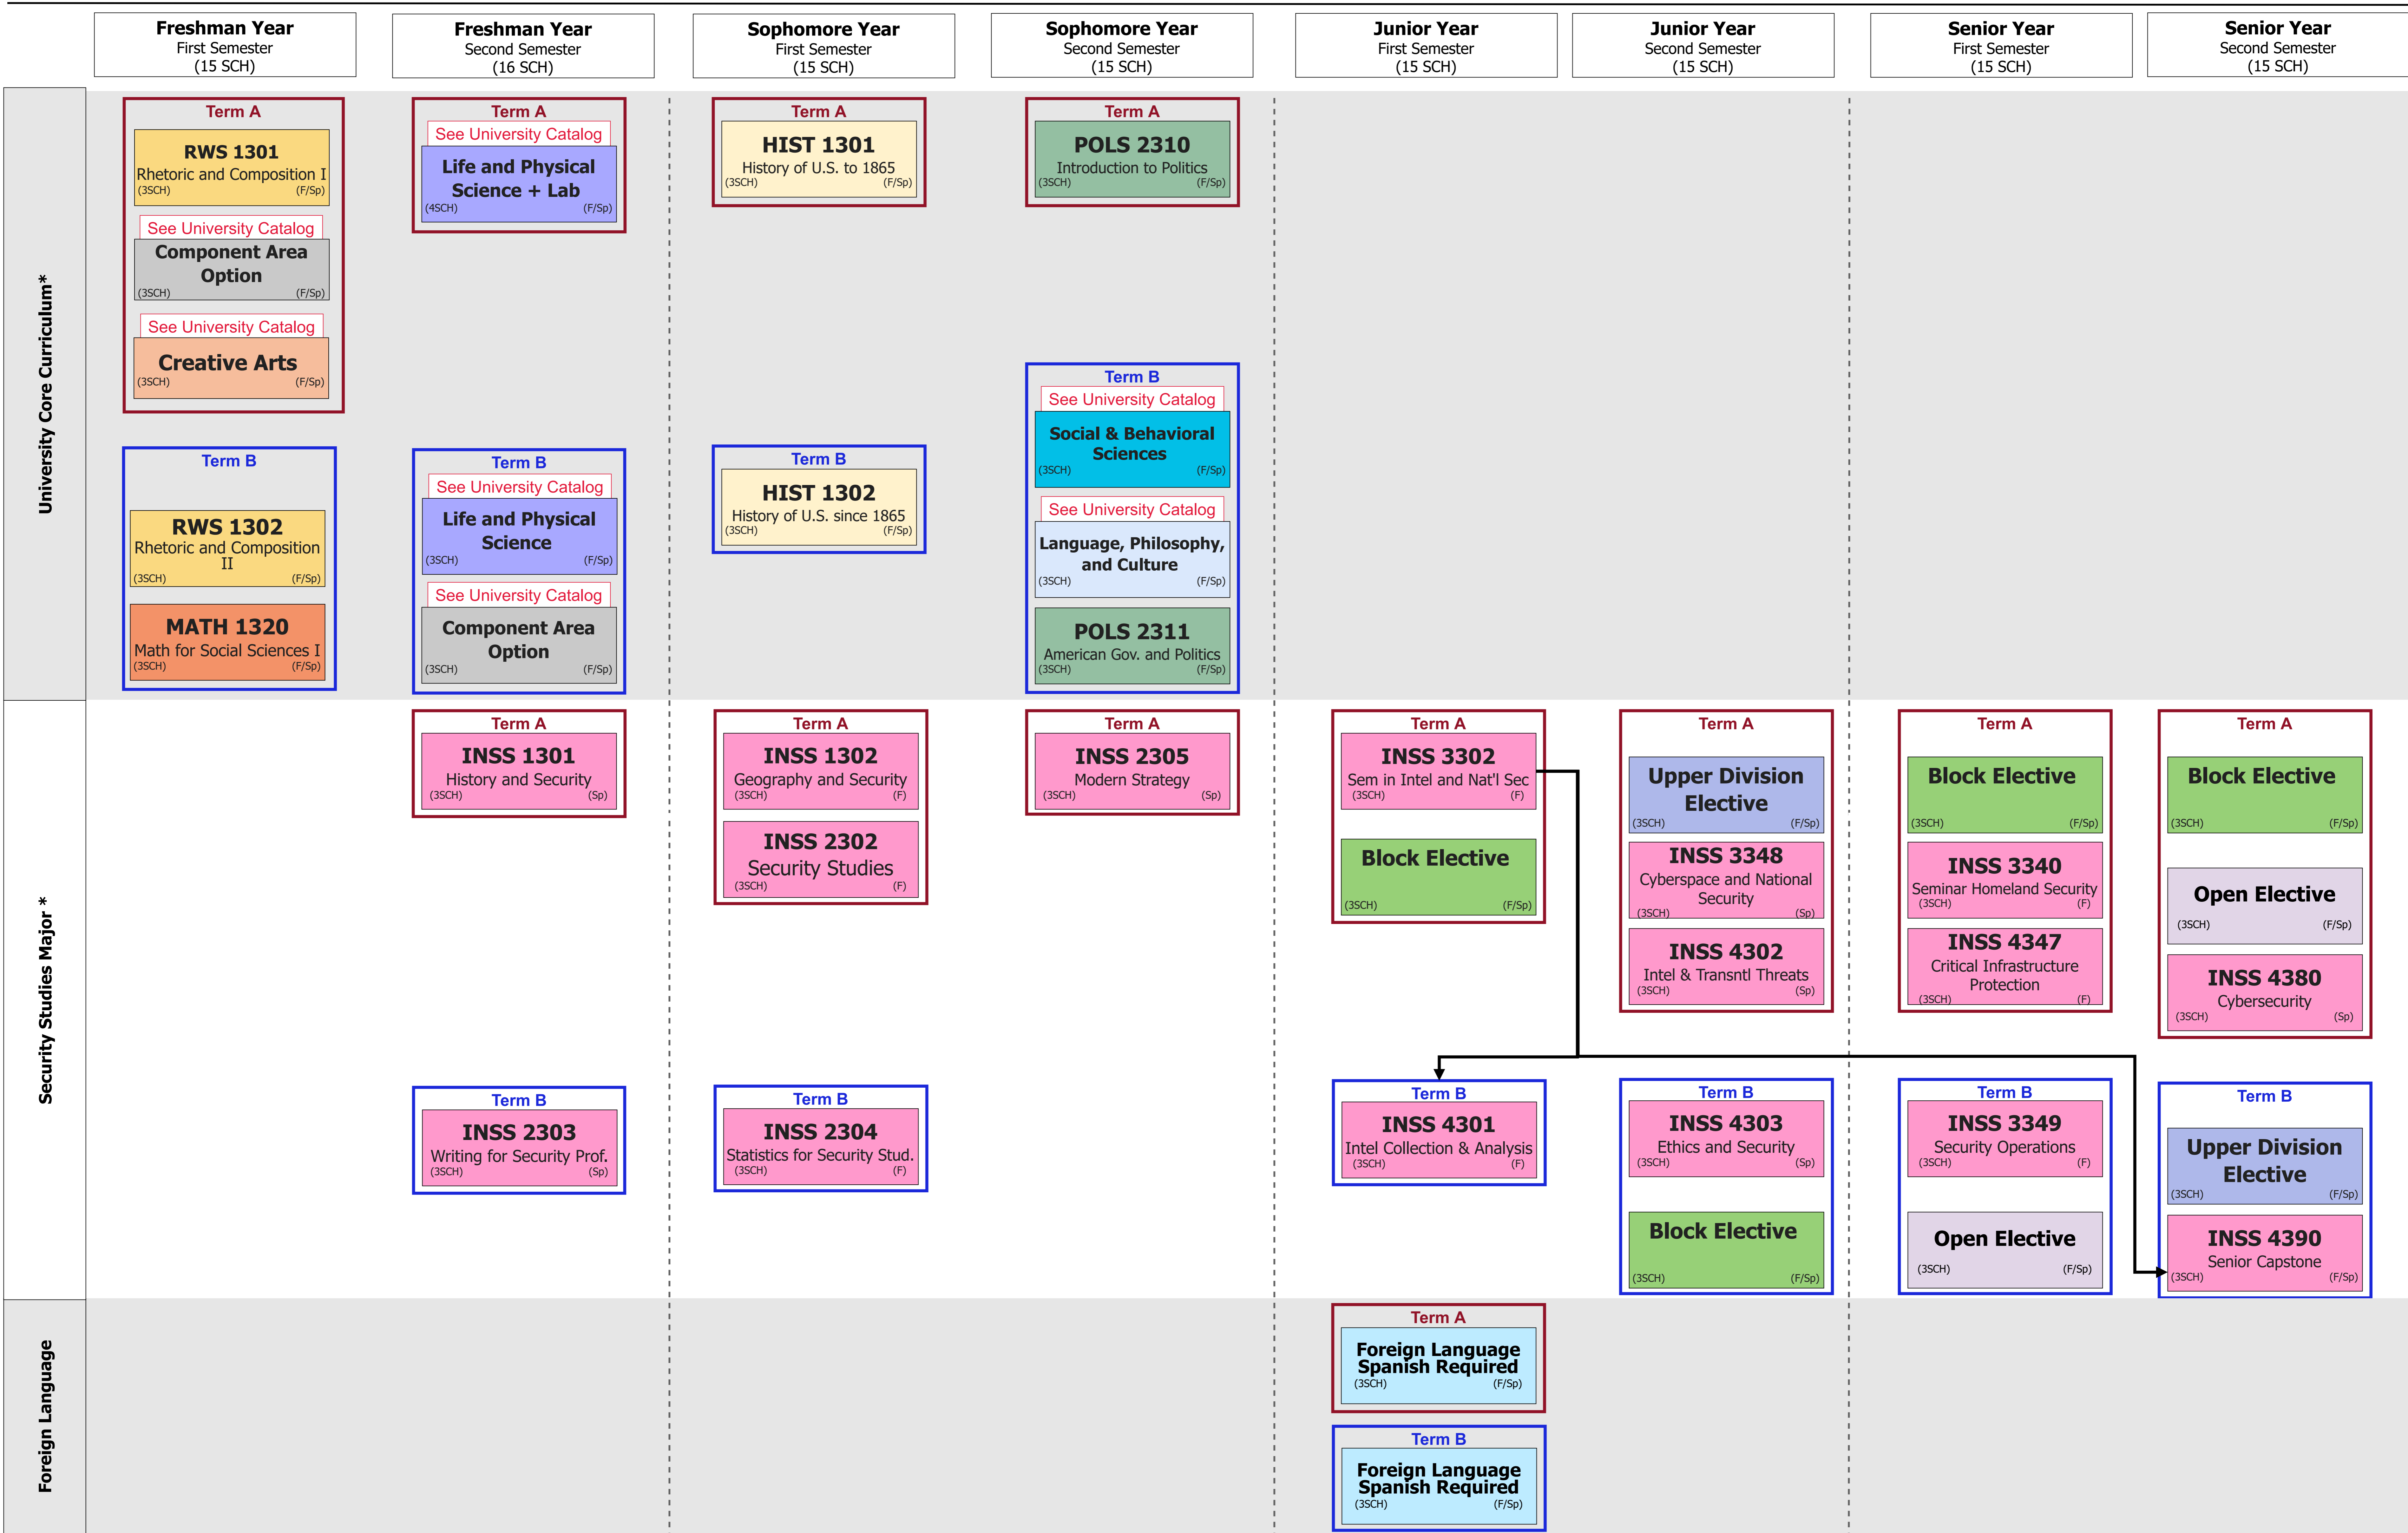 Freshman Year
First Semester
(15 SCH)
Freshman Year
Second Semester
(16 SCH)
Sophomore Year
First Semester
(15 SCH)
Sophomore Year
Second Semester
(15 SCH)
Junior Year
First Semester
(15 SCH)
Junior Year
Second Semester
(15 SCH)
Senior Year
First Semester
(15 SCH)
Senior Year
Second Semester
(15 SCH)
University Core Curriculum*
Term A
RWS 1301
Rhetoric and Composition I
(3SCH) (F/Sp)
See University Catalog
Component Area
Option
(3SCH) (F/Sp)
See University Catalog
Creative Arts
(3SCH) (F/Sp)
Term B
RWS 1302
Rhetoric and Composition
II
(3SCH) (F/Sp)
MATH 1320
Math for Social Sciences I
(3SCH) (F/Sp)
Term A
See University Catalog
Life and Physical
Science + Lab
(4SCH) (F/Sp)
Term B
See University Catalog
Life and Physical
Science
(3SCH) (F/Sp)
See University Catalog
Component Area
Option
(3SCH) (F/Sp)
Term A
HIST 1301
History of U.S. to 1865
(3SCH) (F/Sp)
Term B
HIST 1302
History of U.S. since 1865
(3SCH) (F/Sp)
Term A
POLS 2310
Introduction to Politics
(3SCH) (F/Sp)
Term B
See University Catalog
Social & Behavioral
Sciences
(3SCH) (F/Sp)
See University Catalog
Language, Philosophy,
and Culture
(3SCH) (F/Sp)
POLS 2311
American Gov. and Politics
(3SCH) (F/Sp)
Security Studies Major *
Term A
INSS 1301
History and Security
(3SCH) (Sp)
Term B
INSS 2303
Writing for Security Prof.
(3SCH) (Sp)
Term A
INSS 1302
Geography and Security
(3SCH) (F)
INSS 2302
Security Studies
(3SCH) (F)
Term B
INSS 2304
Statistics for Security Stud.
(3SCH) (F)
Term A
INSS 2305
Modern Strategy
(3SCH) (Sp)
Term A
INSS 3302
Sem in Intel and Nat'l Sec
(3SCH) (F)
Block Elective
(3SCH) (F/Sp)
Term B
INSS 4301
Intel Collection & Analysis
(3SCH) (F)
Term A
Upper Division
Elective
(3SCH) (F/Sp)
INSS 3348
Cyberspace and National
Security
(3SCH) (Sp)
INSS 4302
Intel & Transntl Threats
(3SCH) (Sp)
Term B
INSS 4303
Ethics and Security
(3SCH) (Sp)
Block Elective
(3SCH) (F/Sp)
Term A
Block Elective
(3SCH) (F/Sp)
INSS 3340
Seminar Homeland Security
(3SCH) (F)
INSS 4347
Critical Infrastructure
Protection
(3SCH) (F)
Term B
INSS 3349
Security Operations
(3SCH) (F)
Open Elective
(3SCH) (F/Sp)
Term A
Block Elective
(3SCH) (F/Sp)
Open Elective
(3SCH) (F/Sp)
INSS 4380
Cybersecurity
(3SCH) (Sp)
Term B
Upper Division
Elective
(3SCH) (F/Sp)
INSS 4390
Senior Capstone
(3SCH) (F/Sp)
Foreign Language
Term A
Foreign Language
Spanish Required
(3SCH) (F/Sp)
Term B
Foreign Language
Spanish Required
(3SCH) (F/Sp)